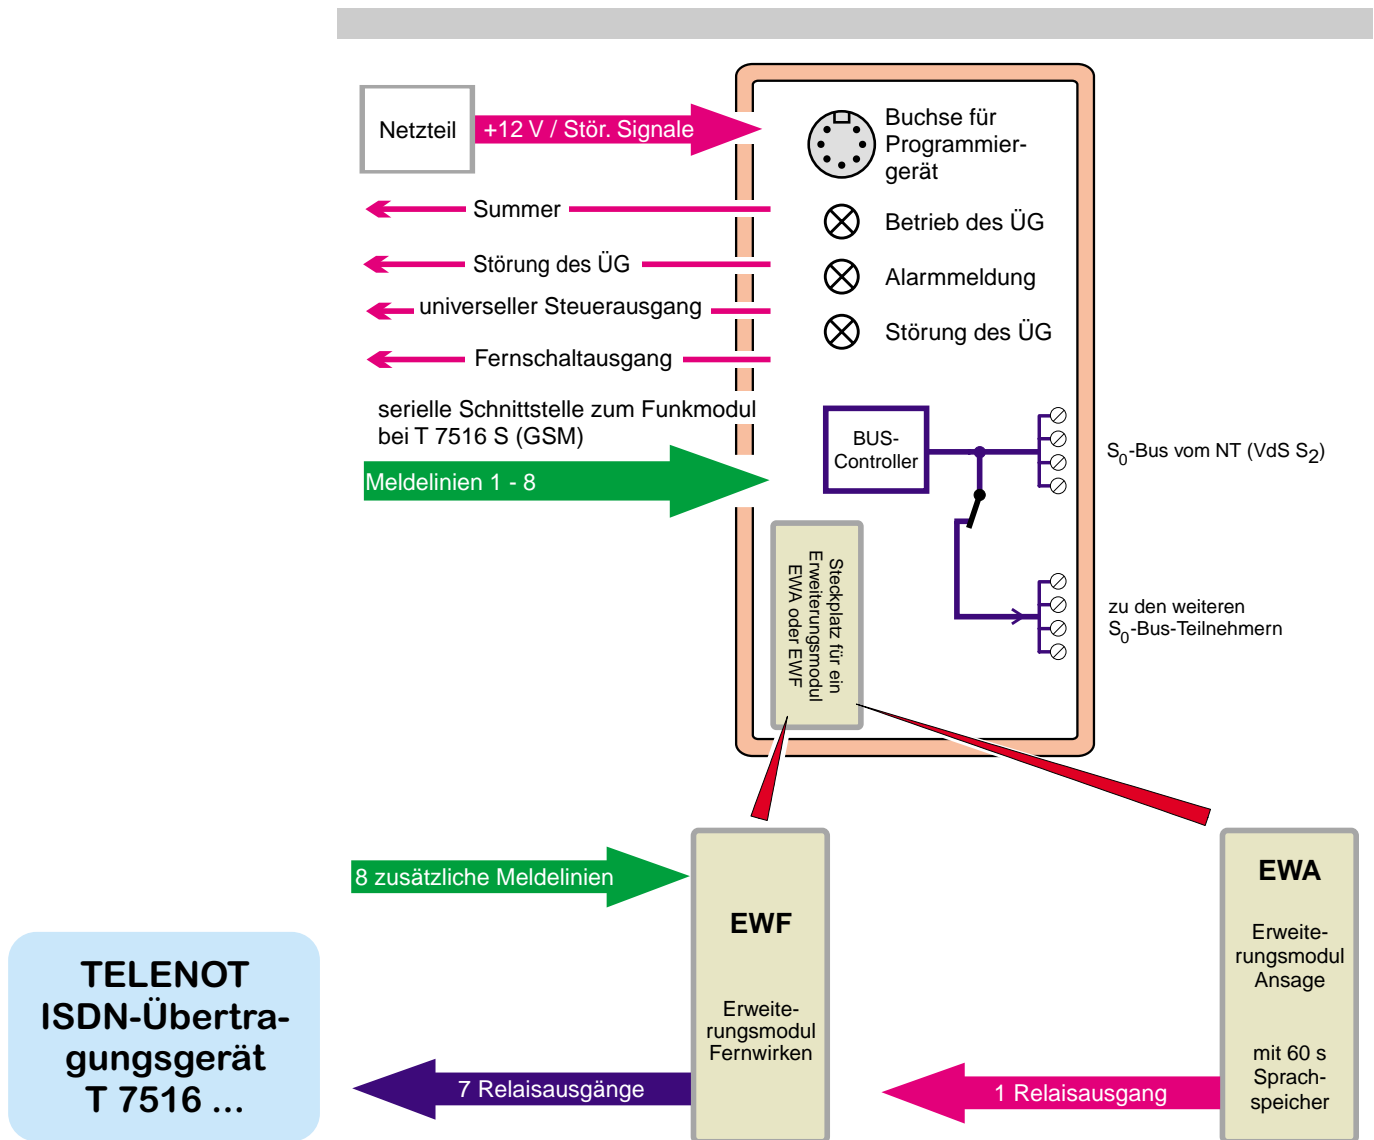 Netzteil
+12 V / Stör. Signale
Buchse für
Programmier-
gerät
Summer
Betrieb des ÜG
Störung des ÜG
Alarmmeldung
universeller Steuerausgang
Störung des ÜG
Fernschaltausgang
serielle Schnittstelle zum Funkmodul
bei T 7516 S (GSM)
BUS-
Controller
S0-Bus vom NT (VdS S2)
Meldelinien 1 - 8
Steckplatz für ein
Erweiterungsmodul
EWA oder EWF
zu den weiteren
S0-Bus-Teilnehmern
8 zusätzliche Meldelinien
EWF
Erweite-
rungsmodul
Fernwirken
EWA
Erweite-
rungsmodul
Ansage
mit 60 s
Sprach-
speicher
TELENOT
ISDN-Übertra-
gungsgerät
T 7516 ...
7 Relaisausgänge
1 Relaisausgang